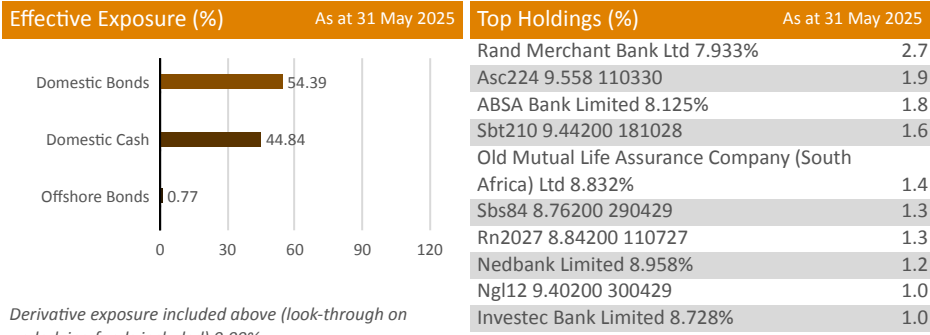 Effective Exposure (%) As at 31 May 2025
Domestic Bonds 54.39
Domestic Cash 44.84
Offshore Bonds 0.77
0 30 60 90 120
Derivative exposure included above (look-through on
Top Holdings (%) As at 31 May 2025
Rand Merchant Bank Ltd 7.933% 2.7
Asc224 9.558 110330 1.9
ABSA Bank Limited 8.125% 1.8
Sbt210 9.44200 181028 1.6
Old Mutual Life Assurance Company (South
Africa) Ltd 8.832% 1.4
Sbs84 8.76200 290429 1.3
Rn2027 8.84200 110727 1.3
Nedbank Limited 8.958% 1.2
Ngl12 9.40200 300429 1.0
Investec Bank Limited 8.728% 1.0